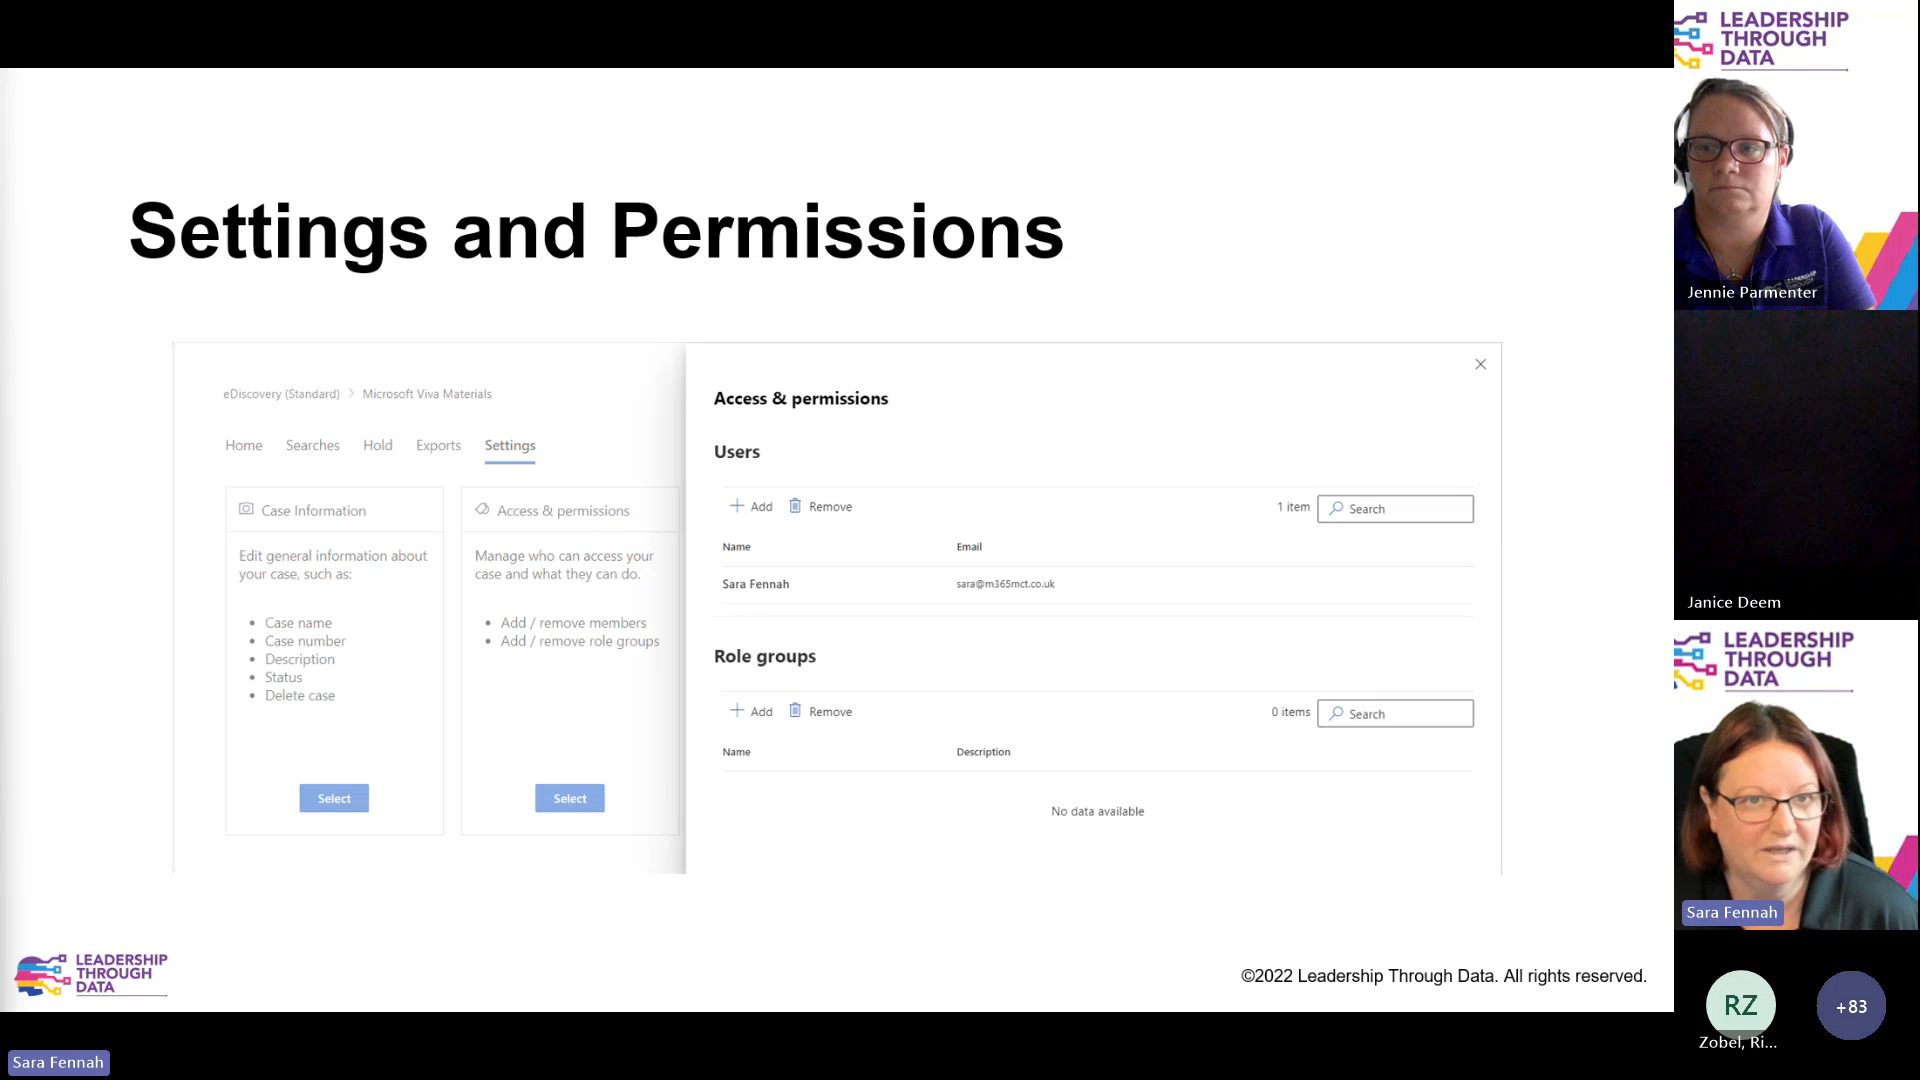 Settings and Permissions
eDiscovery (Standard) > Microsoft Viva Materials
Home Searches Hold Exports Settings
Case Information
Edit general information about
your case, such as:
• Case name
• Case number
• Description
• Status
• Delete case
Select
Access & permissions
Manage who can access your
case and what they can do.
• Add / remove members
• Add / remove role groups
Select
Access & permissions
Users
+ Add Remove 1 item Search
Name Email
Sara Fennah sara@m365mct.co.uk
Role groups
+ Add Remove 0 items Search
Name Description
No data available
LEADERSHIP
THROUGH
DATA
©2022 Leadership Through Data. All rights reserved.
Sara Fennah
LEADERSHIP
THROUGH
DATA
Jennie Parmenter
Janice Deem
LEADERSHIP
THROUGH
DATA
Sara Fennah
RZ
Zobel, Ri...
+83